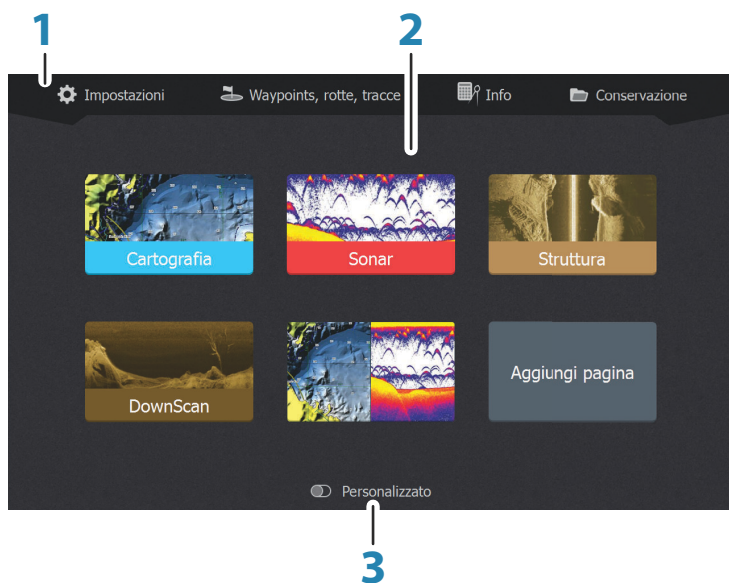 1
2
Impostazioni
Waypoints, rotte, tracce
Info
Conservazione
Cartografia
Sonar
Struttura
DownScan
Aggiungi pagina
Personalizzato
3